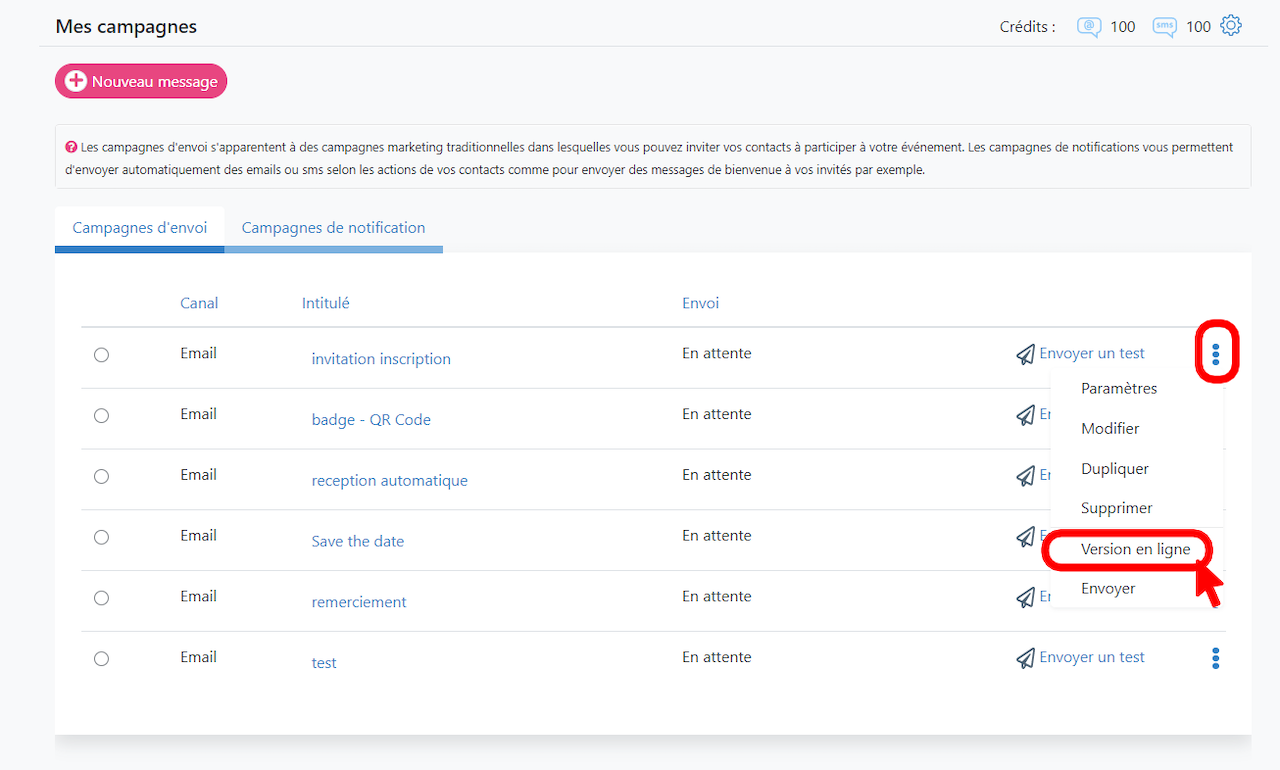 Mes campagnes
Crédits : @ 100 sms 100
Nouveau message
? Les campagnes d'envoi s'apparentent à des campagnes marketing traditionnelles dans lesquelles vous pouvez inviter vos contacts à participer à votre événement. Les campagnes de notifications vous permettent
d'envoyer automatiquement des emails ou sms selon les actions de vos contacts comme pour envoyer des messages de bienvenue à vos invités par exemple.
Campagnes d'envoi Campagnes de notification
Canal Intitulé Envoi
Email invitation inscription En attente Envoyer un test
Paramètres
Email badge - QR Code En attente
Modifier
Dupliquer
Email reception automatique En attente
Supprimer
Email Save the date En attente
Version en ligne
Envoyer
Email remerciement En attente
Email test En attente Envoyer un test